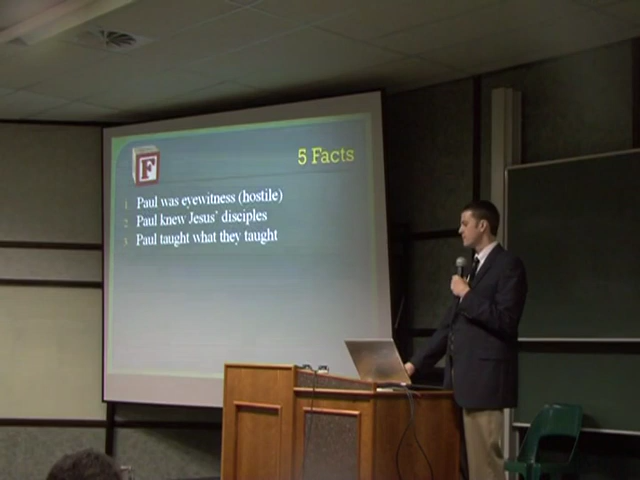 F
5 Facts
1 Paul was eyewitness (hostile)
2 Paul knew Jesus' disciples
3 Paul taught what they taught